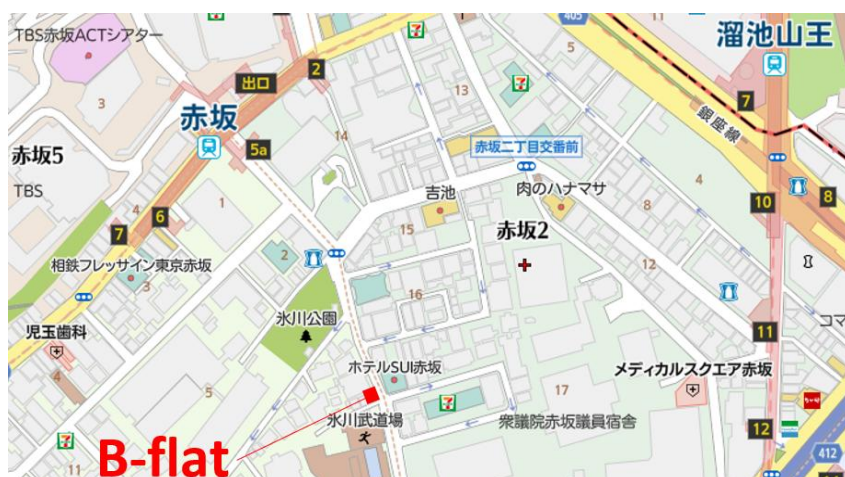 TBS赤坂ACTシアター
3
出口
2
赤坂
5a
14
赤坂5
TBS
4
6
7
1
相鉄フレッサイン東京赤坂
3
2
児玉歯科
4
5
11
氷川公園
15
16
吉池
13
5
405
11
溜池山王
7
銀座線
赤坂二丁目交番前
肉のハナマサ
赤坂2
8
4
10
8
12
11
コマ
メディカルスクエア赤坂
ホテルSUI赤坂
17
衆議院赤坂議員宿舎
氷川武道場
12
412
B-flat